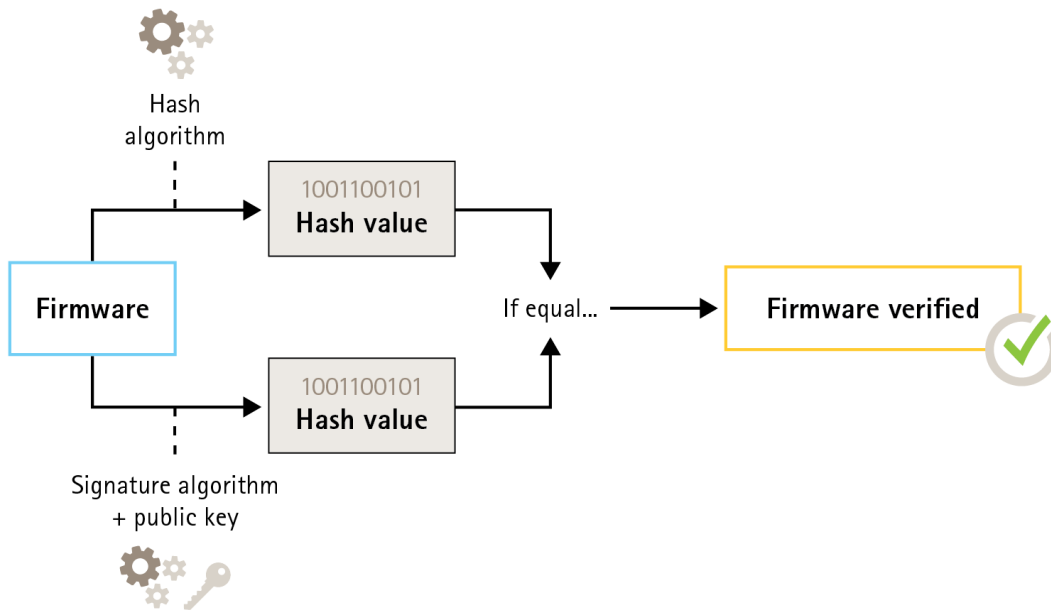 Hash
algorithm
1001100101
Hash value
Firmware
If equal...
Firmware verified
1001100101
Hash value
Signature algorithm
+ public key